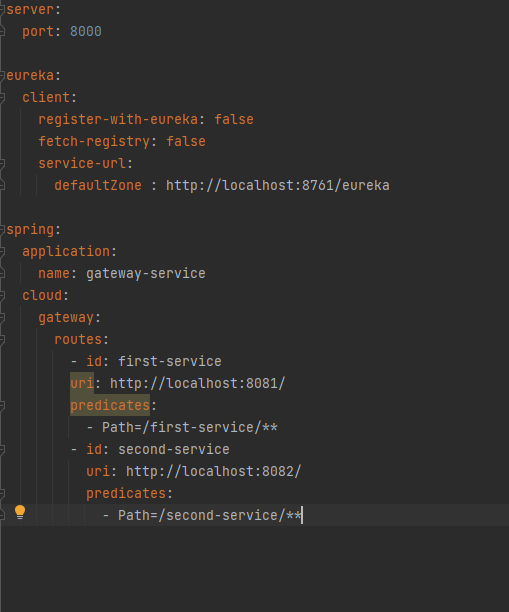 server:
  port: 8000

eureka:
  client:
    register-with-eureka: false
    fetch-registry: false
    service-url:
      defaultZone : http://localhost:8761/eureka

spring:
  application:
    name: gateway-service
  cloud:
    gateway:
      routes:
        - id: first-service
        uri: http://localhost:8081/
        predicates:
          - Path=/first-service/**
        - id: second-service
          uri: http://localhost:8082/
          predicates:
            - Path=/second-service/**